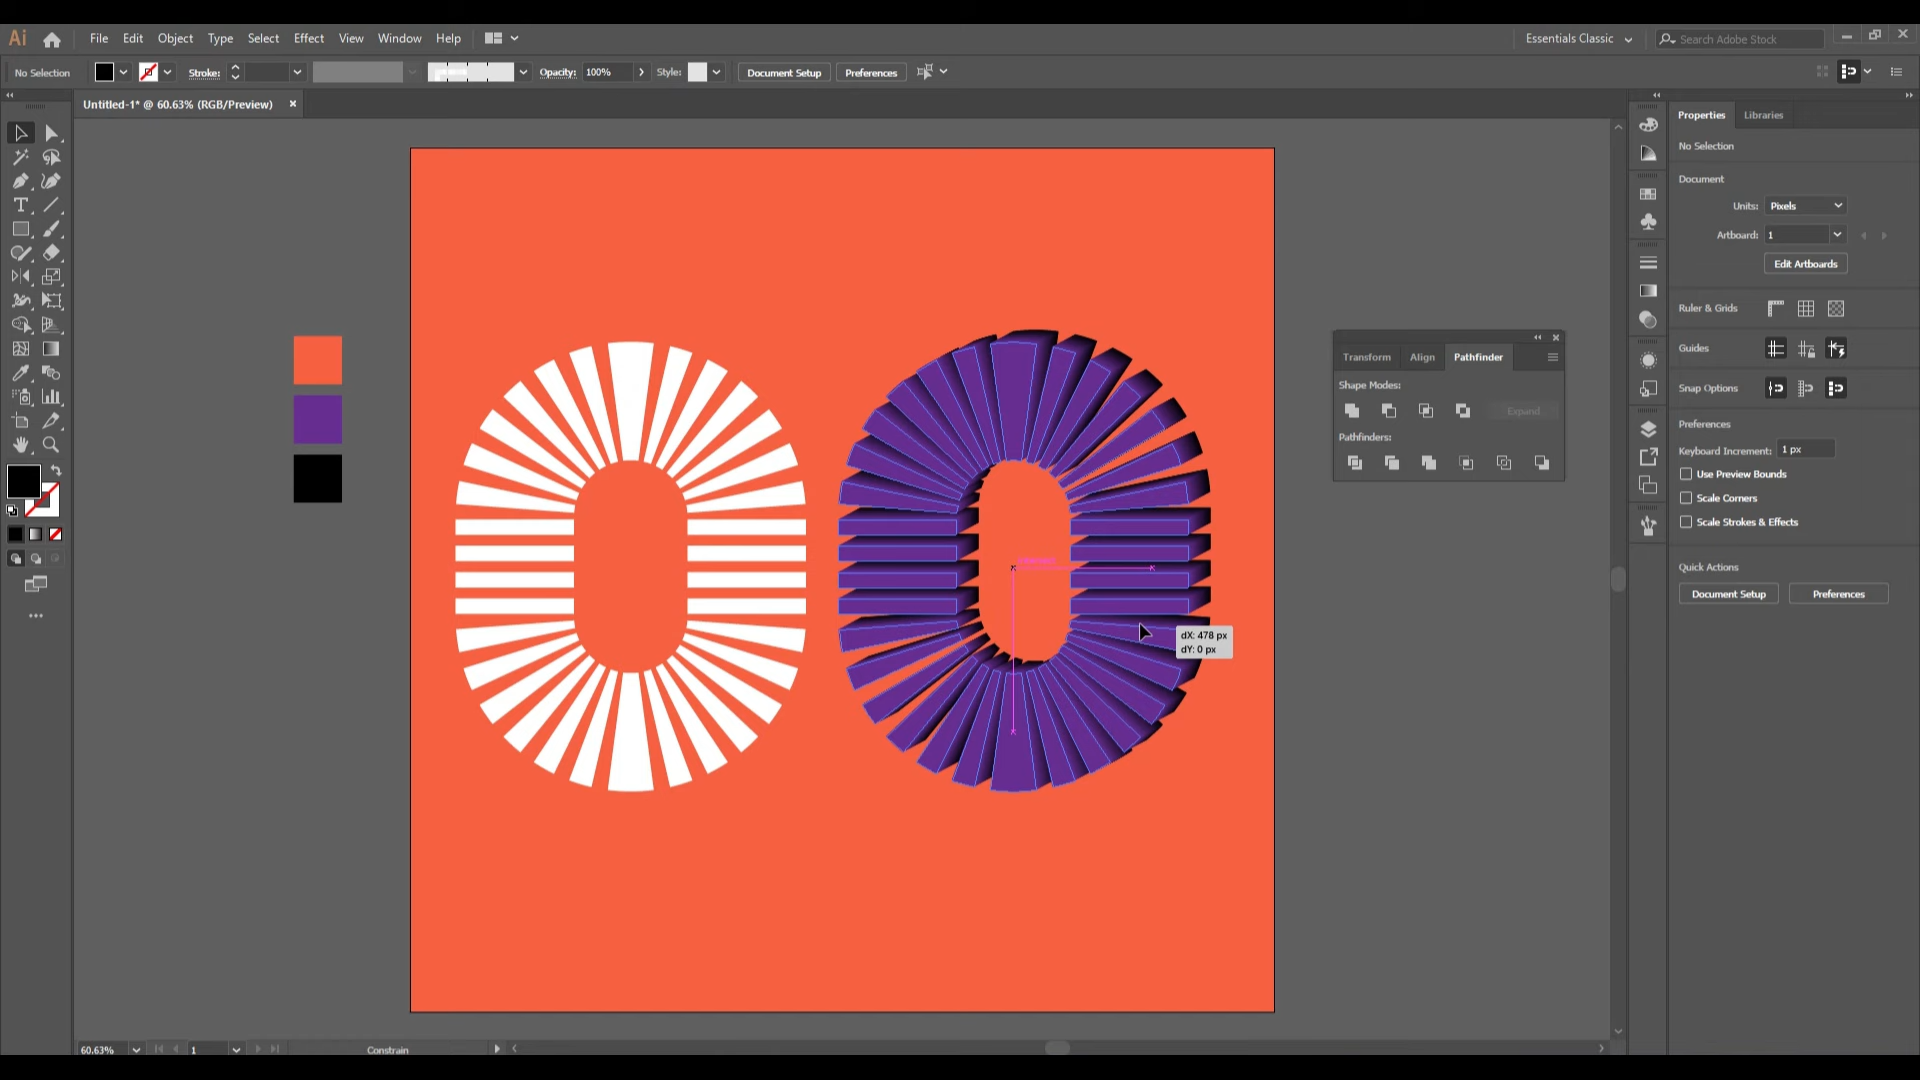 Ai File Edit Object Type Select Effect View Window Help Essentials Classic Search Adobe Stock
No Selection Stroke: Opacity: 100% Style: Document Setup Preferences
Untitled-1* @ 60.63% (RGB/Preview)
Properties Libraries
No Selection
Document
Units: Pixels
Artboard: 1
Edit Artboards
Ruler & Grids
Guides
Snap Options
Preferences
Keyboard Increment: 1 px
Use Preview Bounds
Scale Corners
Scale Strokes & Effects
Quick Actions
Document Setup Preferences
Transform Align Pathfinder
Shape Modes:
Expand
Pathfinders:
0 0
dX: 478 px
dY: 0 px
60.63% 1 Constrain